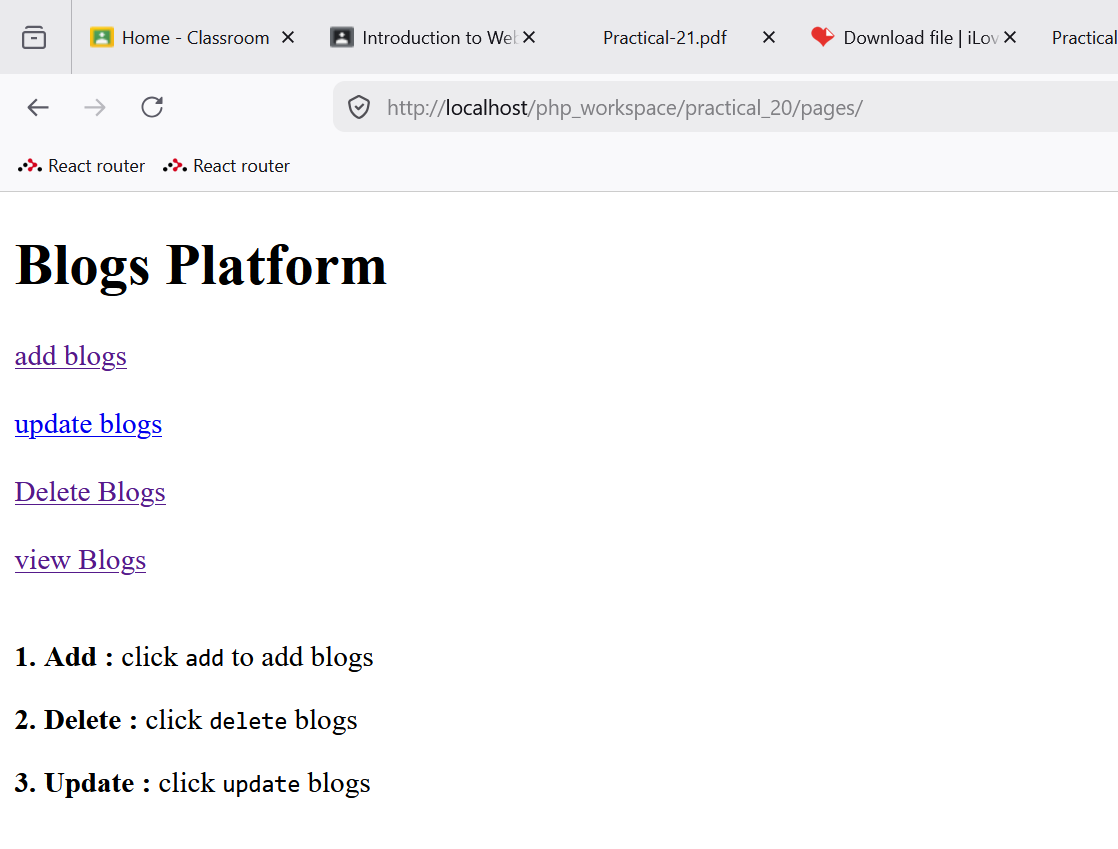 Home - Classroom
Introduction to Web
Practical-21.pdf
Download file | iLov
Practical
http://localhost/php_workspace/practical_20/pages/
React router
React router
Blogs Platform
add blogs
update blogs
Delete Blogs
view Blogs
1. Add : click add to add blogs
2. Delete : click delete blogs
3. Update : click update blogs